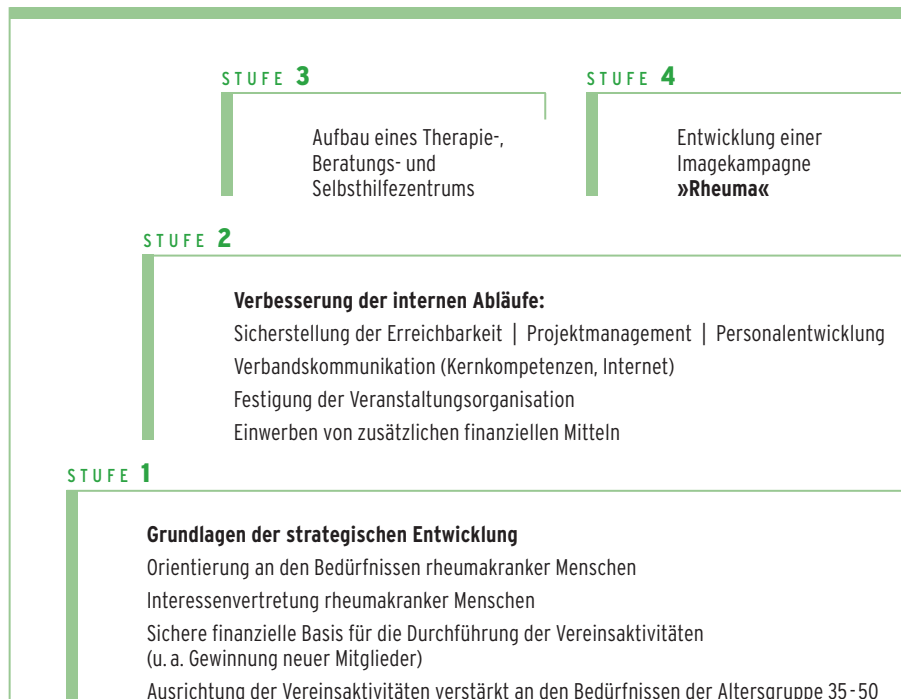 STUFE 3
Aufbau eines Therapie-,
Beratungs- und
Selbsthilfezentrums
STUFE 4
Entwicklung einer
Imagekampagne
»Rheuma«
STUFE 2
Verbesserung der internen Abläufe:
Sicherstellung der Erreichbarkeit | Projektmanagement | Personalentwicklung
Verbandskommunikation (Kernkompetenzen, Internet)
Festigung der Veranstaltungsorganisation
Einwerben von zusätzlichen finanziellen Mitteln
STUFE 1
Grundlagen der strategischen Entwicklung
Orientierung an den Bedürfnissen rheumakranker Menschen
Interessenvertretung rheumakranker Menschen
Sichere finanzielle Basis für die Durchführung der Vereinsaktivitäten
(u. a. Gewinnung neuer Mitglieder)
Ausrichtung der Vereinsaktivitäten verstärkt an den Bedürfnissen der Altersgruppe 35-50